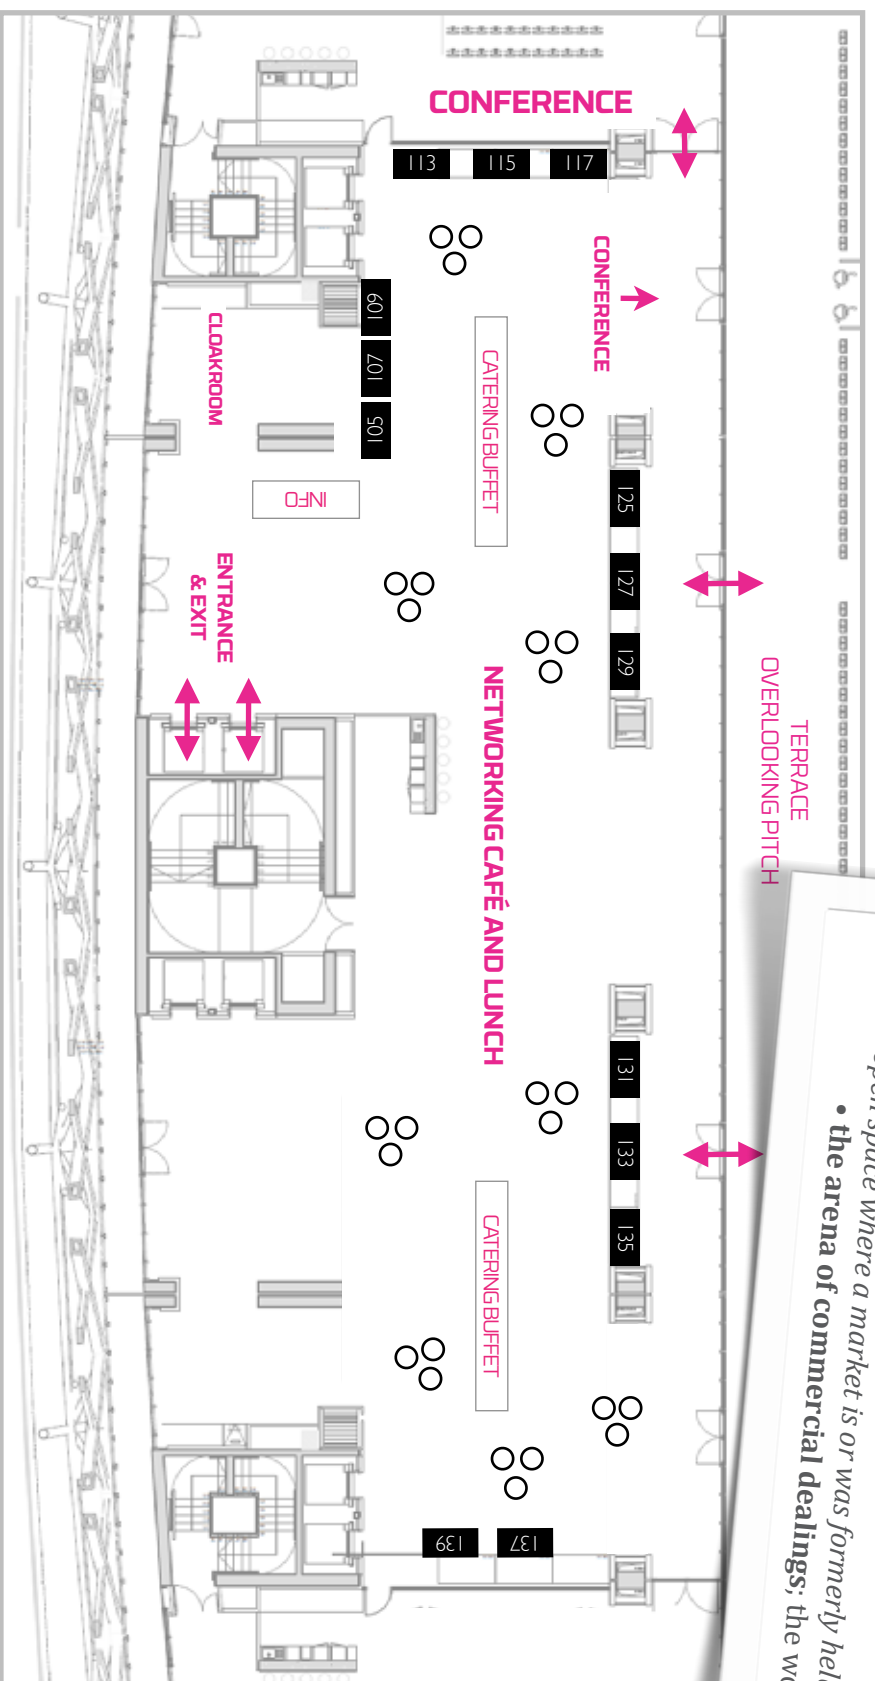 CONFERENCE
113
115
117
CONFERENCE
109
107
105
CLOAKROOM
CATERING BUFFET
INFO
125
127
129
ENTRANCE
& EXIT
NETWORKING CAFÉ AND LUNCH
TERRACE
OVERLOOKING PITCH
131
133
135
CATERING BUFFET
139
137
open space where a market is or was formerly held
• the arena of commercial dealings; the